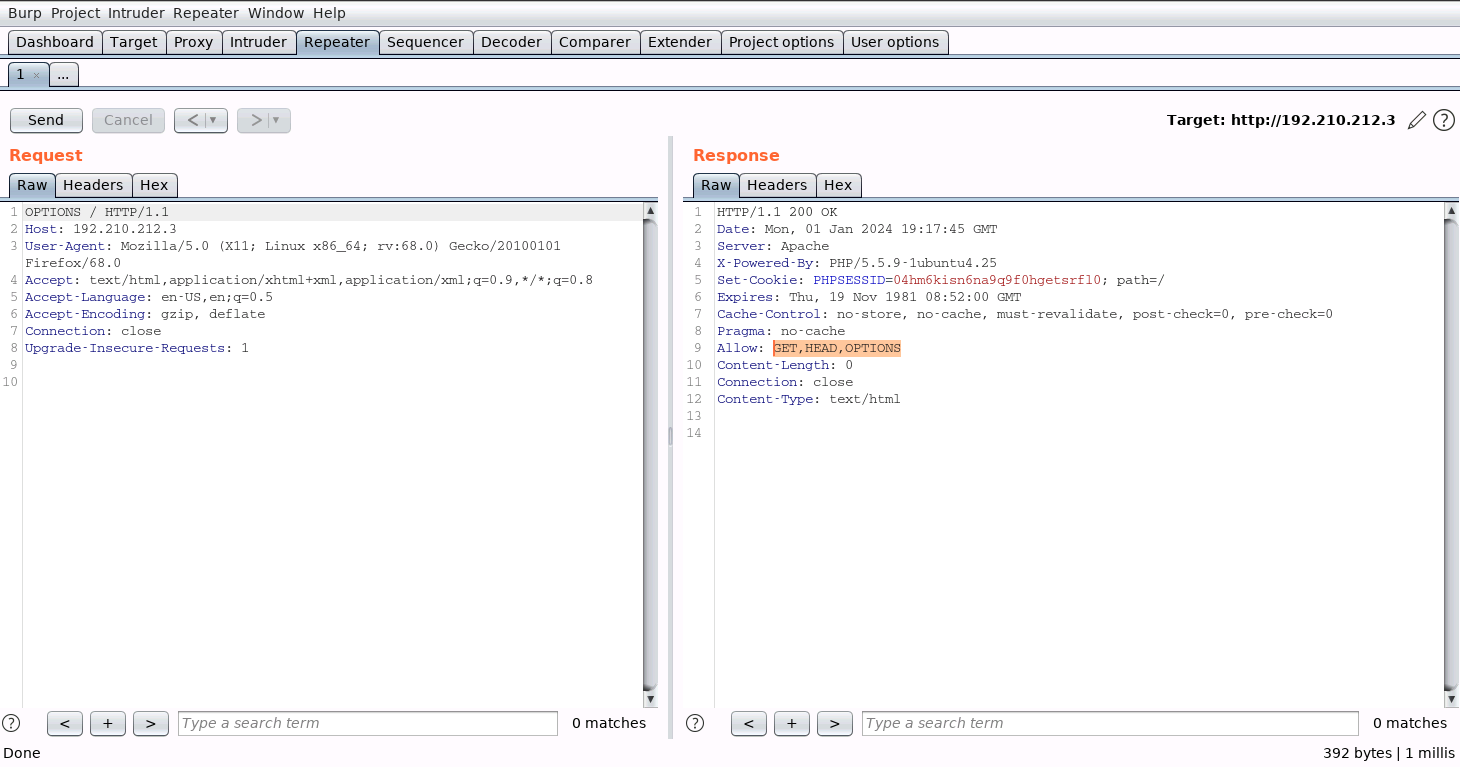 Burp Project Intruder Repeater Window Help
Dashboard Target Proxy Intruder Repeater Sequencer Decoder Comparer Extender Project options User options
1 × ...
Send Cancel < | ▼ > | ▼ Target: http://192.210.212.3 ?
Request
Raw Headers Hex
1 OPTIONS / HTTP/1.1
2 Host: 192.210.212.3
3 User-Agent: Mozilla/5.0 (X11; Linux x86_64; rv:68.0) Gecko/20100101
Firefox/68.0
4 Accept: text/html,application/xhtml+xml,application/xml;q=0.9,*/*;q=0.8
5 Accept-Language: en-US,en;q=0.5
6 Accept-Encoding: gzip, deflate
7 Connection: close
8 Upgrade-Insecure-Requests: 1
9
10
? < + > Type a search term 0 matches
Response
Raw Headers Hex
1 HTTP/1.1 200 OK
2 Date: Mon, 01 Jan 2024 19:17:45 GMT
3 Server: Apache
4 X-Powered-By: PHP/5.5.9-1ubuntu4.25
5 Set-Cookie: PHPSESSID=04hm6kisn6na9q9f0hgetsrfl0; path=/
6 Expires: Thu, 19 Nov 1981 08:52:00 GMT
7 Cache-Control: no-store, no-cache, must-revalidate, post-check=0, pre-check=0
8 Pragma: no-cache
9 Allow: GET,HEAD,OPTIONS
10 Content-Length: 0
11 Connection: close
12 Content-Type: text/html
13
14
? < + > Type a search term 0 matches
Done 392 bytes | 1 millis